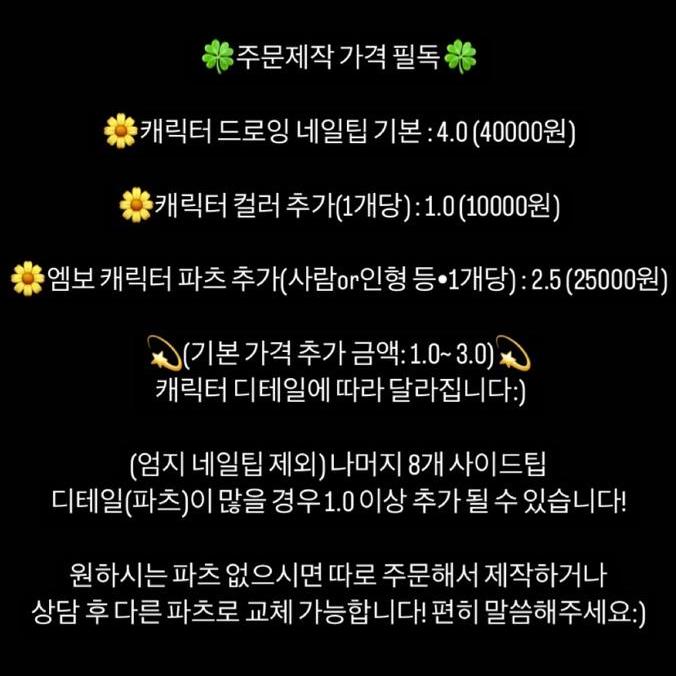 🍀주문제작 가격 필독🍀
🌼캐릭터 드로잉 네일팁 기본 : 4.0 (40000원)
🌼캐릭터 컬러 추가(1개당) : 1.0 (10000원)
🌼엠보 캐릭터 파츠 추가(사람or인형 등•1개당) : 2.5 (25000원)
💫(기본 가격 추가 금액: 1.0~ 3.0)💫
캐릭터 디테일에 따라 달라집니다:)
(엄지 네일팁 제외) 나머지 8개 사이드팁
디테일(파츠)이 많을 경우 1.0 이상 추가 될 수 있습니다!
원하시는 파츠 없으시면 따로 주문해서 제작하거나
상담 후 다른 파츠로 교체 가능합니다! 편히 말씀해주세요:)